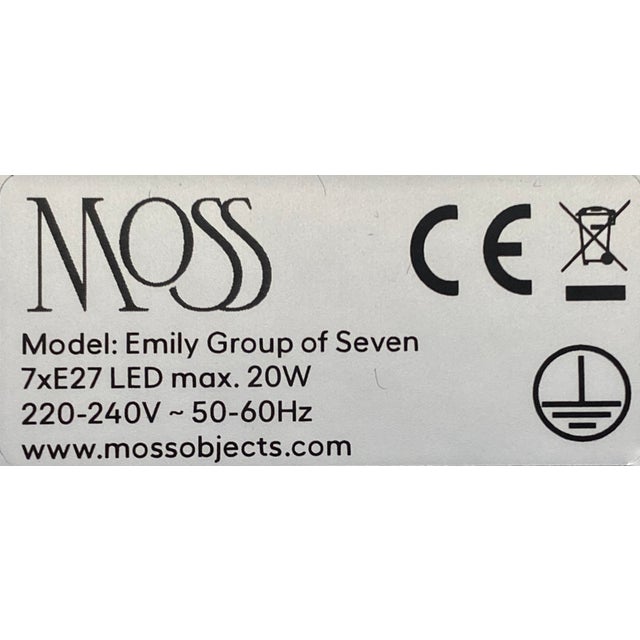 MOSS
CE
Model: Emily Group of Seven
7xE27 LED max. 20W
220-240V ~ 50-60Hz
www.mossobjects.com